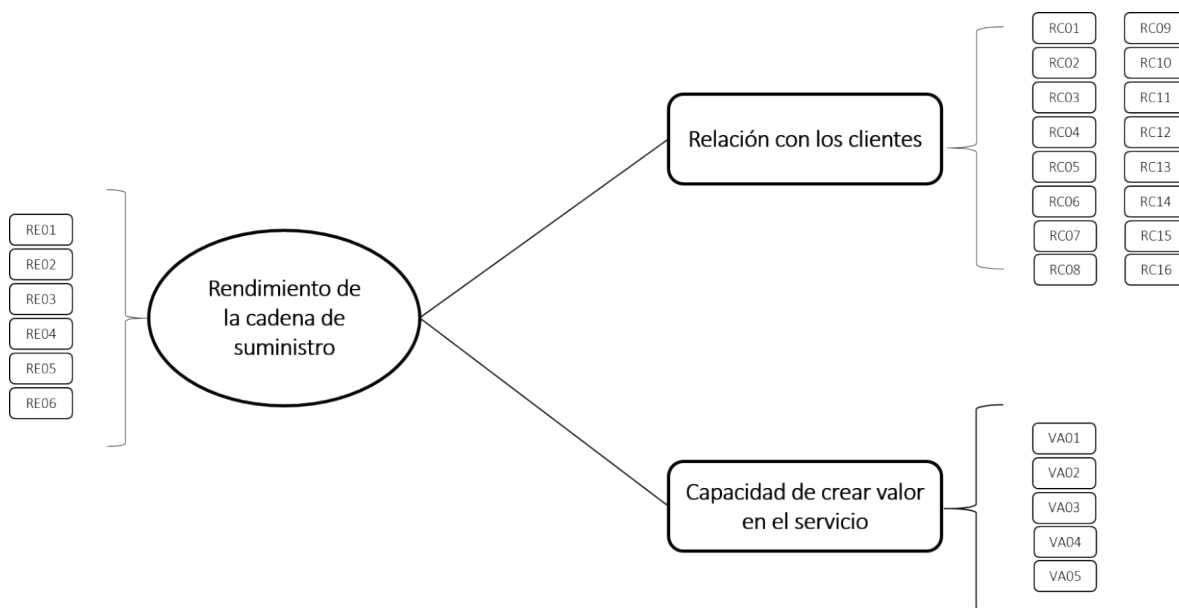 RE01
RE02
RE03
RE04
RE05
RE06
Rendimiento de
la cadena de
suministro
Relación con los clientes
RC01
RC02
RC03
RC04
RC05
RC06
RC07
RC08
RC09
RC10
RC11
RC12
RC13
RC14
RC15
RC16
Capacidad de crear valor
en el servicio
VA01
VA02
VA03
VA04
VA05